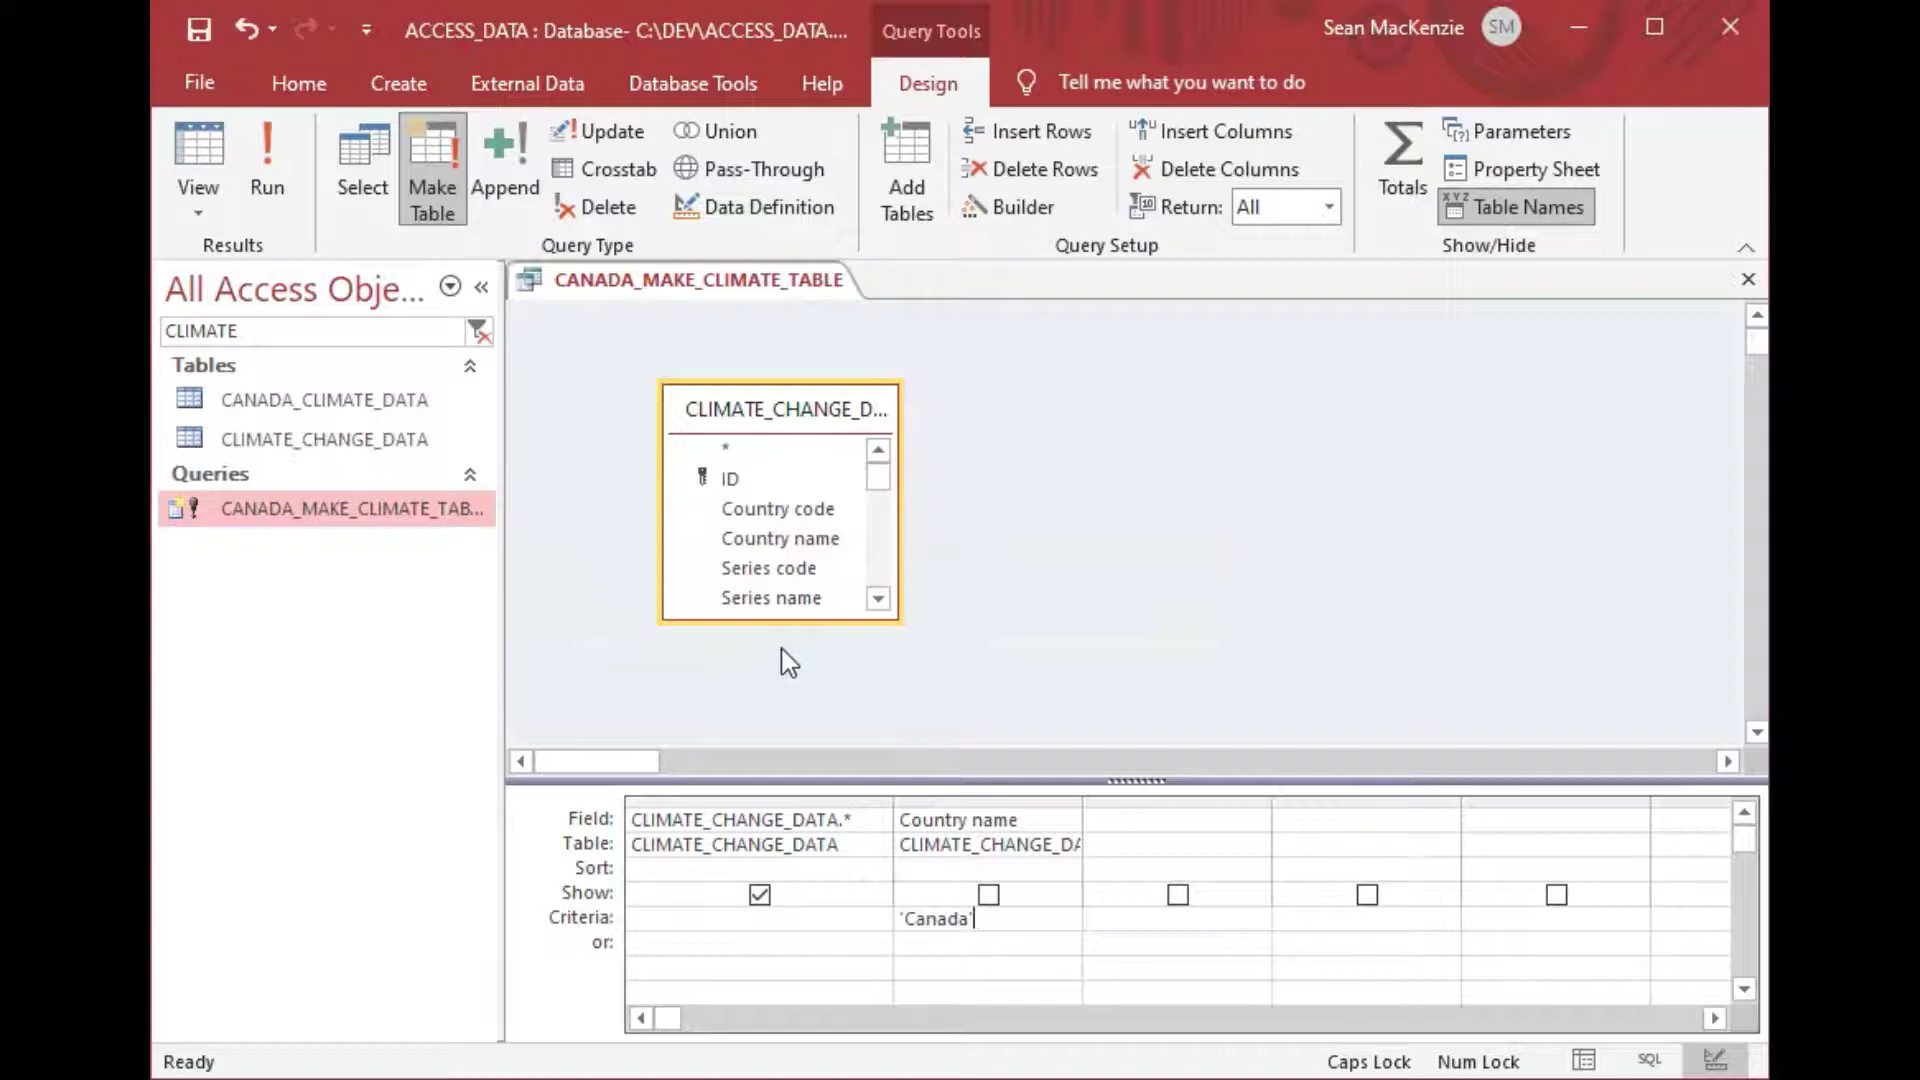 ACCESS_DATA : Database- C:\DEV\ACCESS_DATA....
Query Tools
Sean MacKenzie
SM
File
Home
Create
External Data
Database Tools
Help
Design
Tell me what you want to do
View
Run
Results
Select
Make
Table
Append
Update
Crosstab
Delete
Union
Pass-Through
Data Definition
Query Type
Add
Tables
Insert Rows
Delete Rows
Builder
Insert Columns
Delete Columns
Return: All
Query Setup
Totals
Parameters
Property Sheet
XYZ
Table Names
Show/Hide
All Access Obje...
CLIMATE
Tables
CANADA_CLIMATE_DATA
CLIMATE_CHANGE_DATA
Queries
CANADA_MAKE_CLIMATE_TAB...
CANADA_MAKE_CLIMATE_TABLE
CLIMATE_CHANGE_D...
*
ID
Country code
Country name
Series code
Series name
Field: CLIMATE_CHANGE_DATA.* Country name
Table: CLIMATE_CHANGE_DATA CLIMATE_CHANGE_DA
Sort:
Show:
Criteria: 'Canada'
or:
Ready
Caps Lock
Num Lock
SQL